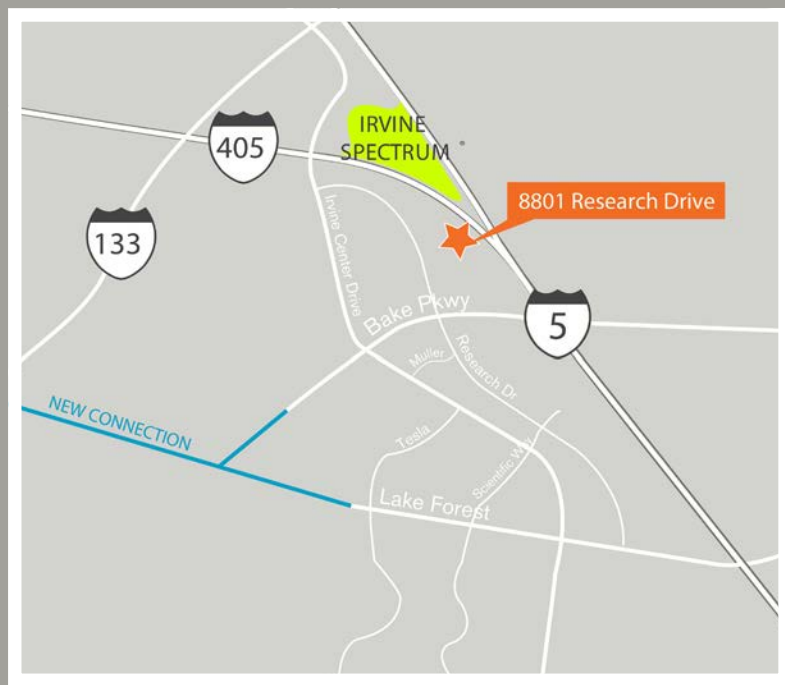 IRVINE
SPECTRUM
405
8801 Research Drive
133
Irvine Center Drive
5
Bake Pkwy
Research Dr
Muller
NEW CONNECTION
Tesla
Scientific Way
Lake Forest